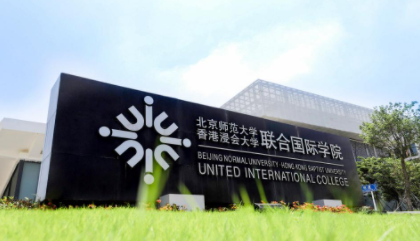 北京师范大学
香港浸会大学
联合国际学院
BEIJING NORMAL UNIVERSITY · HONG KONG BAPTIST UNIVERSITY
UNITED INTERNATIONAL COLLEGE